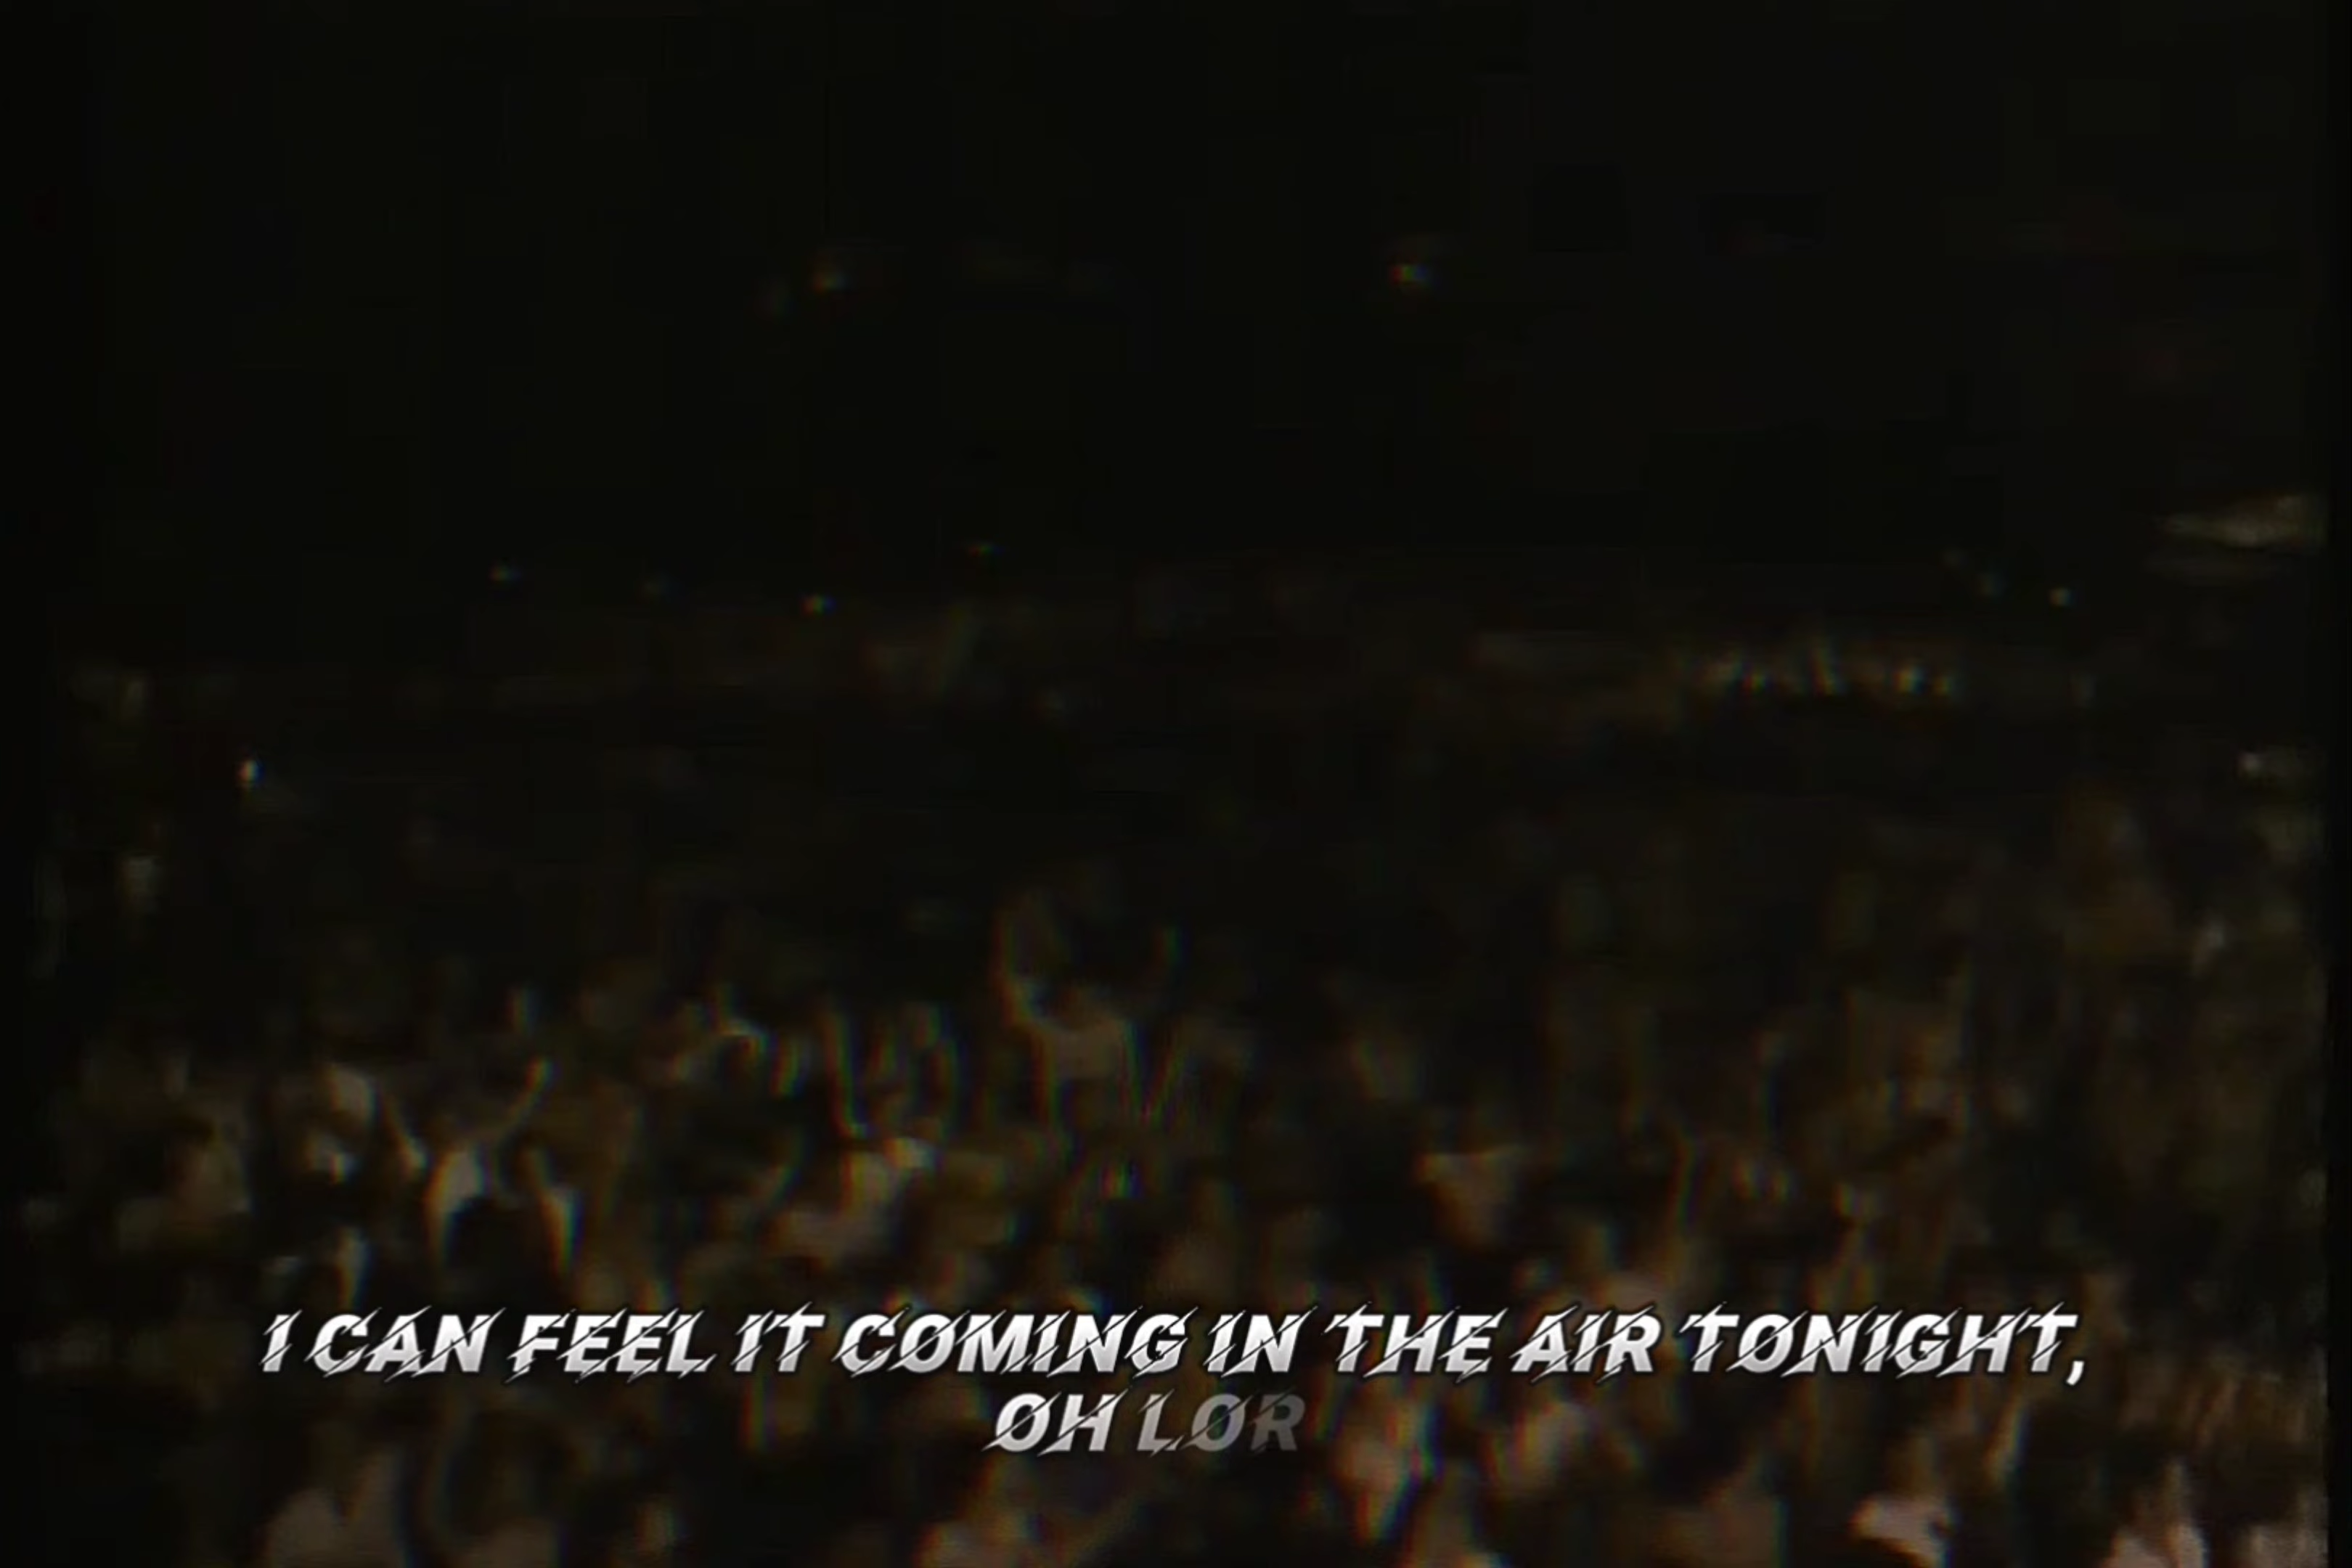 I CAN FEEL IT COMING IN THE AIR TONIGHT,
OH LOR